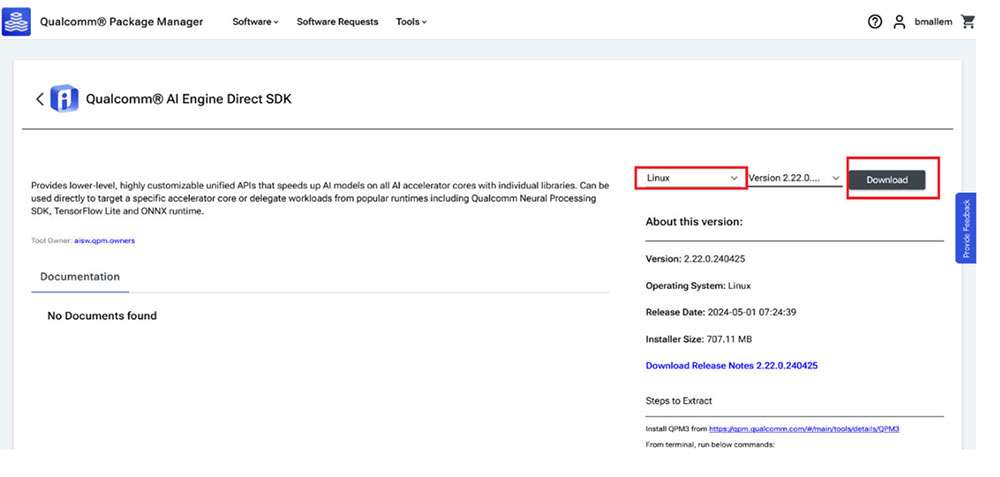 Qualcomm® Package Manager
Software
Software Requests
Tools
bmallem
Qualcomm® AI Engine Direct SDK
Provides lower-level, highly customizable unified APIs that speeds up AI models on all AI accelerator cores with individual libraries. Can be
used directly to target a specific accelerator core or delegate workloads from popular runtimes including Qualcomm Neural Processing
SDK, TensorFlow Lite and ONNX runtime.
Tool Owner: aisw.qpm.owners
Documentation
No Documents found
Linux
Version 2.22.0....
Download
About this version:
Version: 2.22.0.240425
Operating System: Linux
Release Date: 2024-05-01 07:24:39
Installer Size: 707.11 MB
Download Release Notes 2.22.0.240425
Steps to Extract
Install QPM3 from https://qpm.qualcomm.com/#/main/tools/details/QPM3
From terminal, run below commands:
Provide Feedback